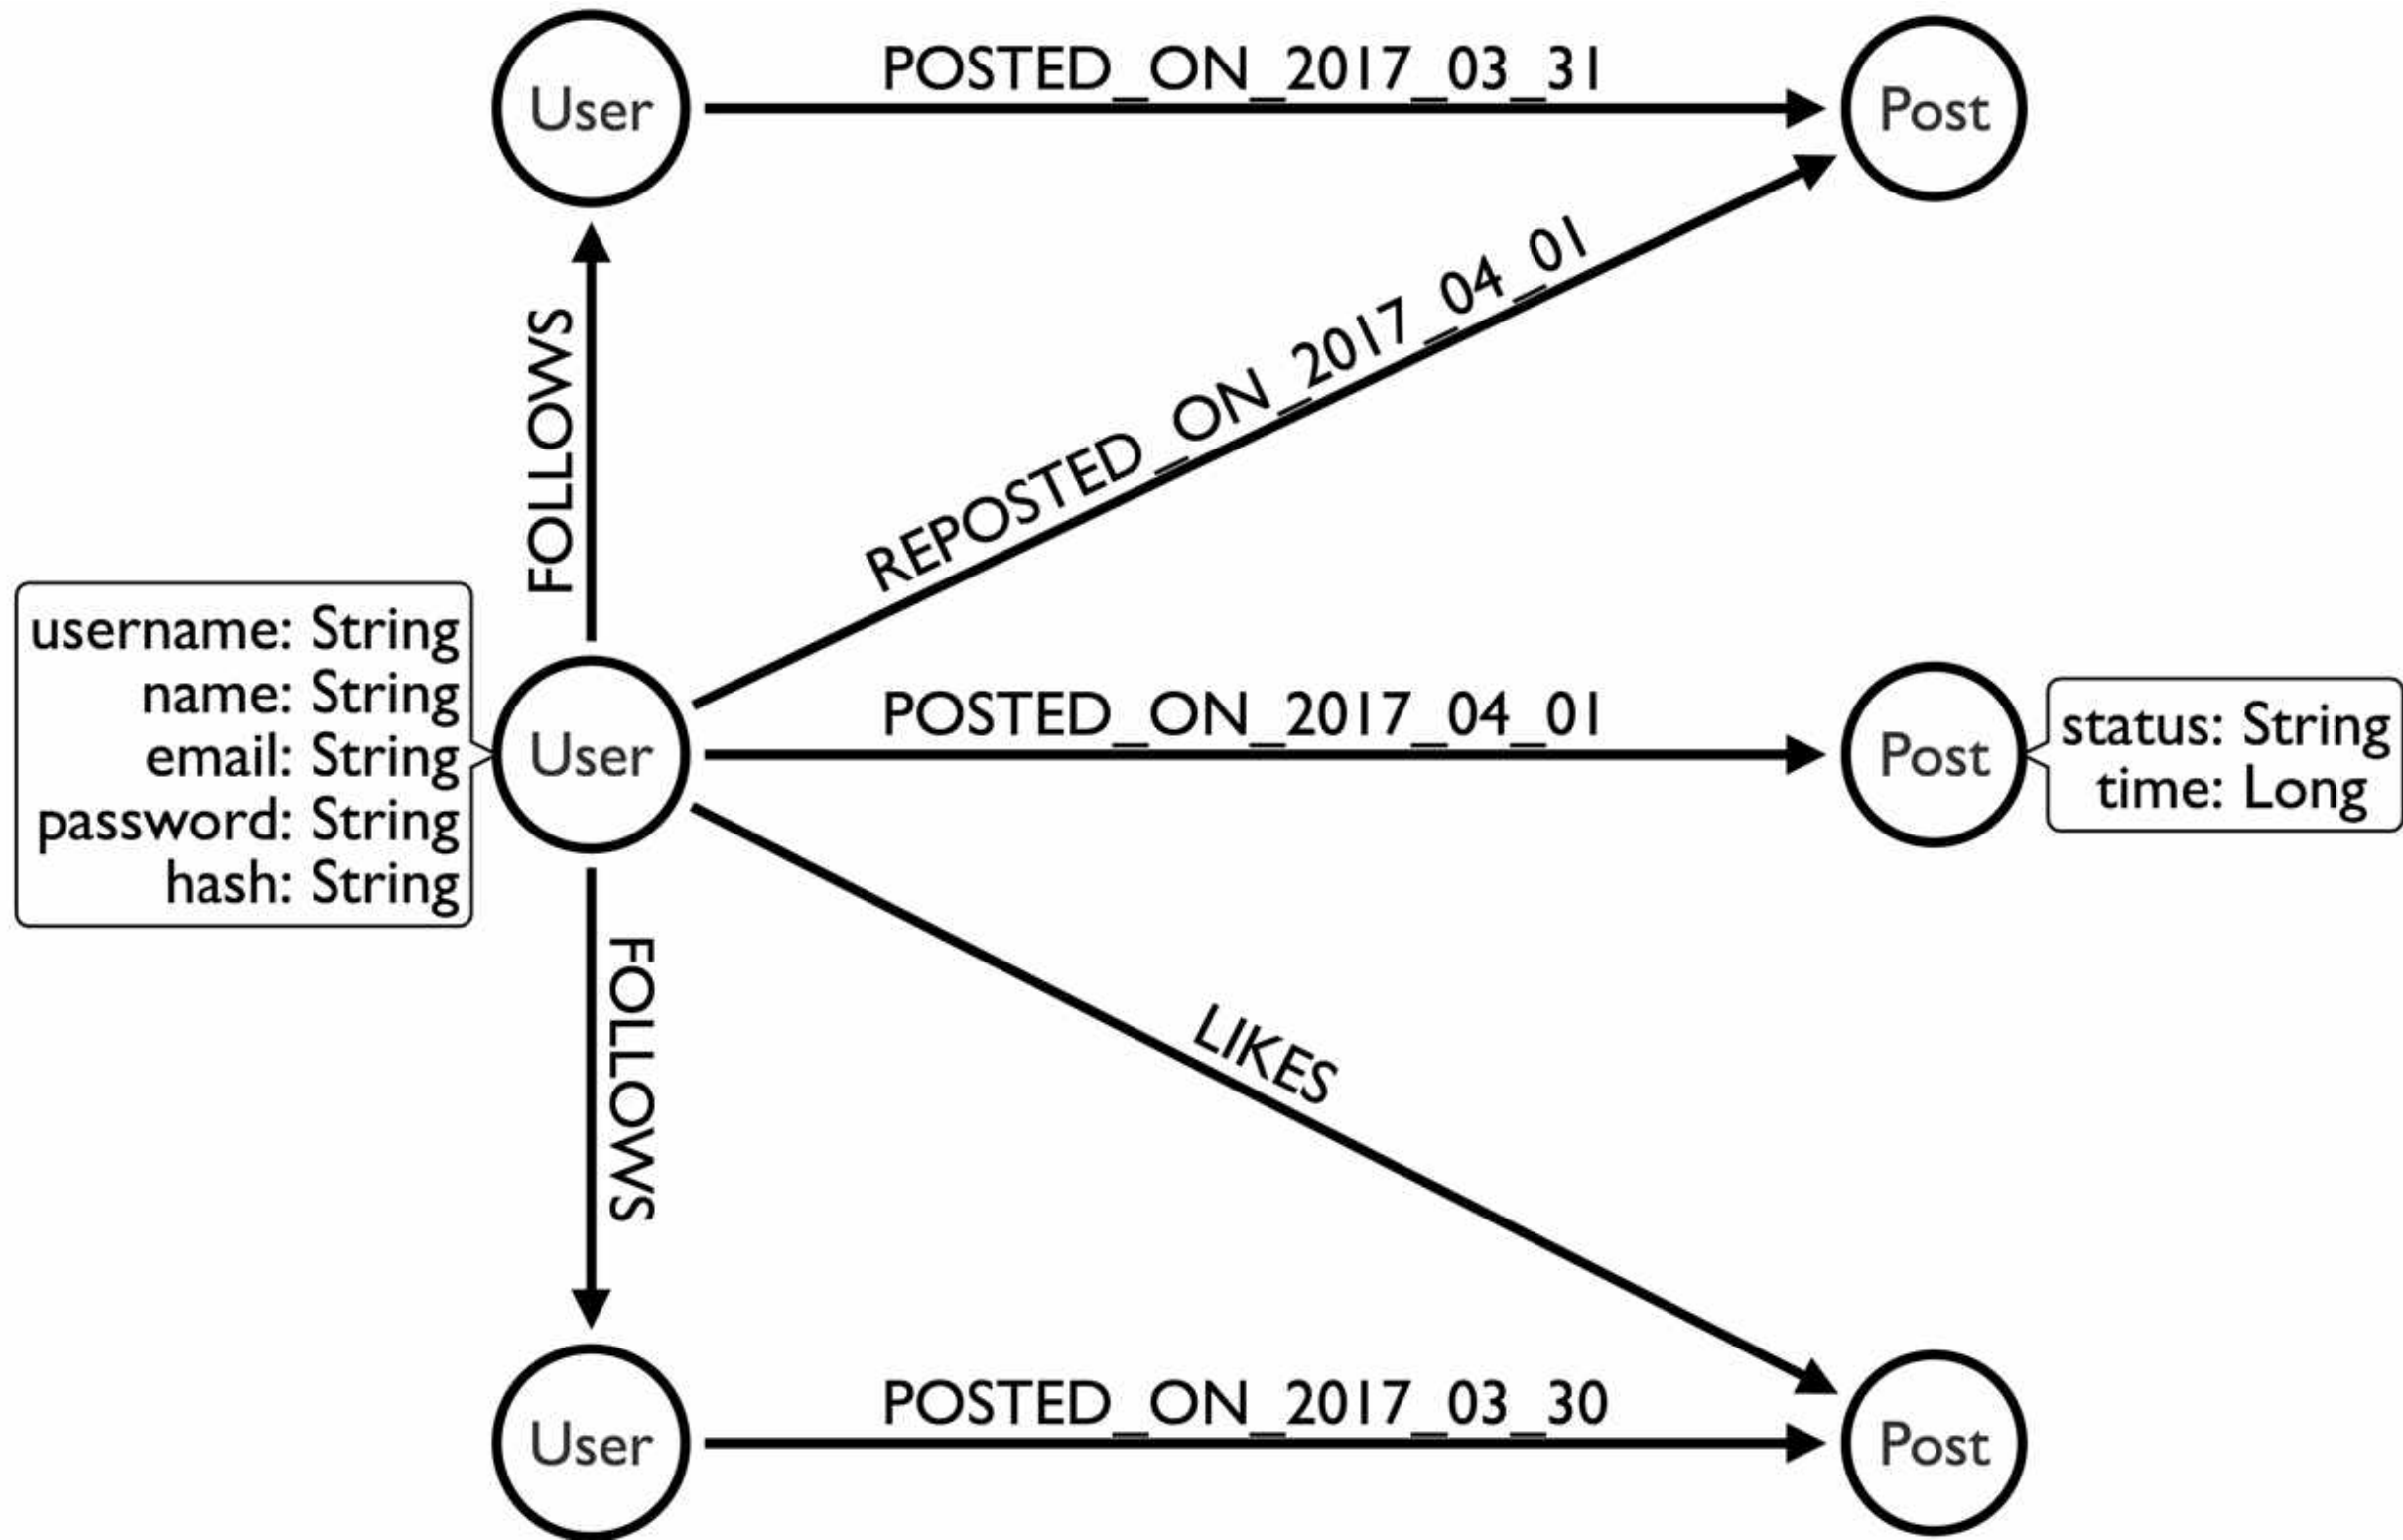 User
POSTED_ON_2017_03_31
Post
FOLLOWS
REPOSTED_ON_2017_04_01
username: String
name: String
email: String
password: String
hash: String
User
POSTED_ON_2017_04_01
Post
status: String
time: Long
FOLLOWS
LIKES
User
POSTED_ON_2017_03_30
Post